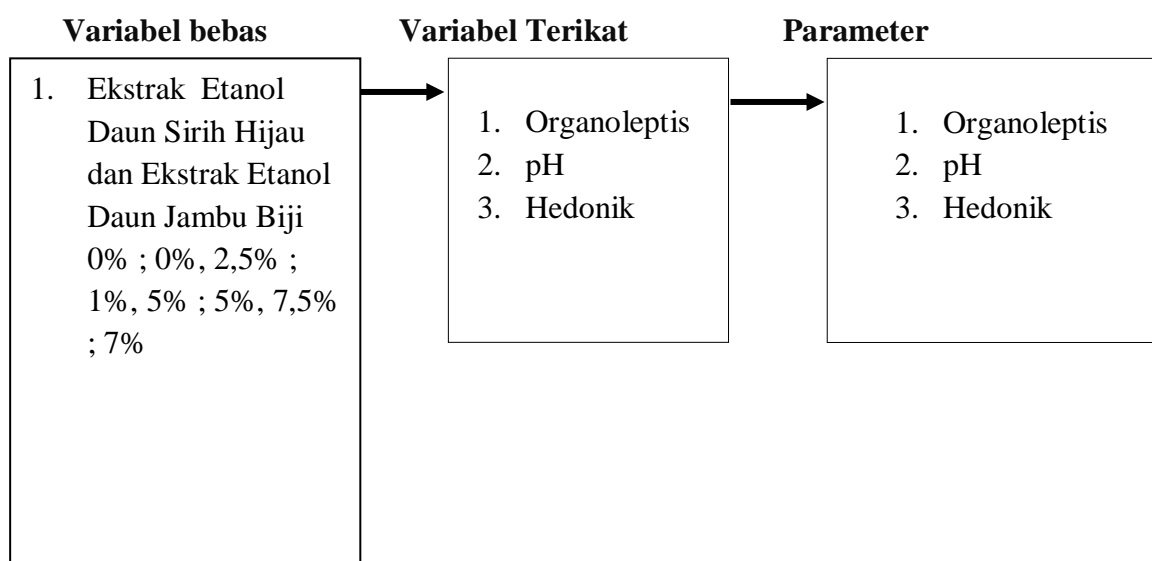 Variabel bebas
Variabel Terikat
Parameter
1. Ekstrak Etanol
Daun Sirih Hijau
dan Ekstrak Etanol
Daun Jambu Biji
0% ; 0%, 2,5% ;
1%, 5% ; 5%, 7,5%
; 7%
1. Organoleptis
2. pH
3. Hedonik
1. Organoleptis
2. pH
3. Hedonik